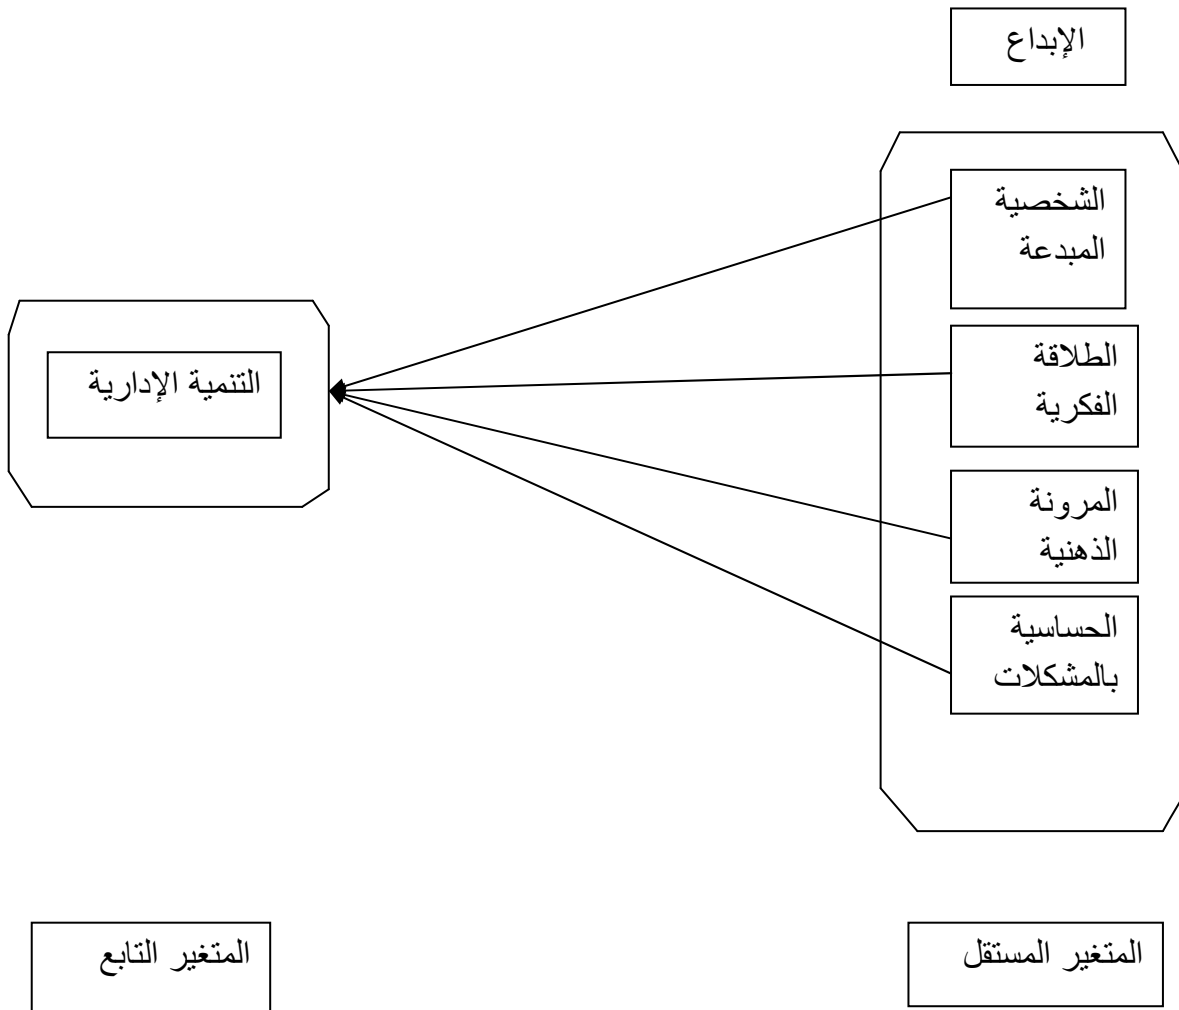 الإبداع
الشخصية
المبدعة
الطلاقة
الفكرية
التنمية الإدارية
المرونة
الذهنية
الحساسية
بالمشكلات
المتغير المستقل
المتغير التابع